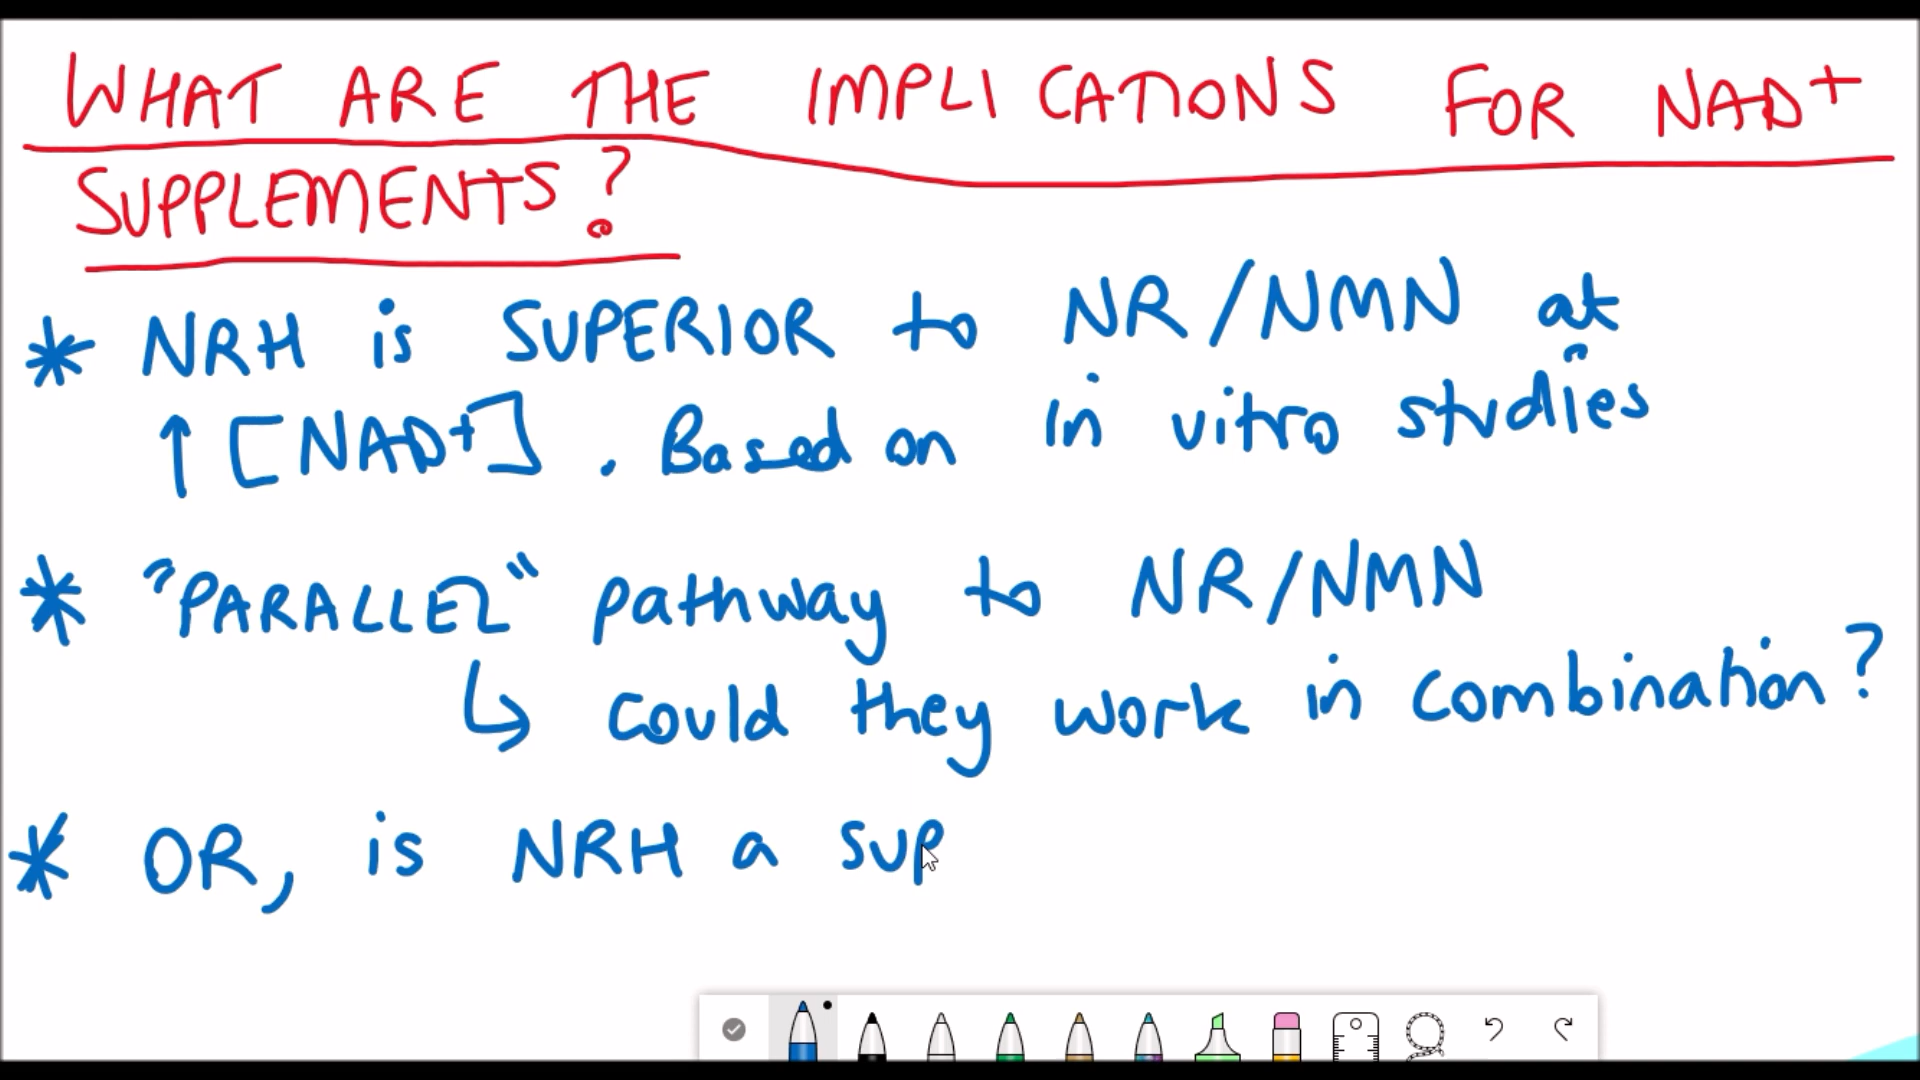 WHAT ARE THE IMPLICATIONS FOR NAD+
SUPPLEMENTS?
* NRH is SUPERIOR to NR/NMN at
↑ [NAD+]. Based on in vitro studies
* "PARALLEL" pathway to NR/NMN
↳ could they work in combination?
* OR, is NRH a sup